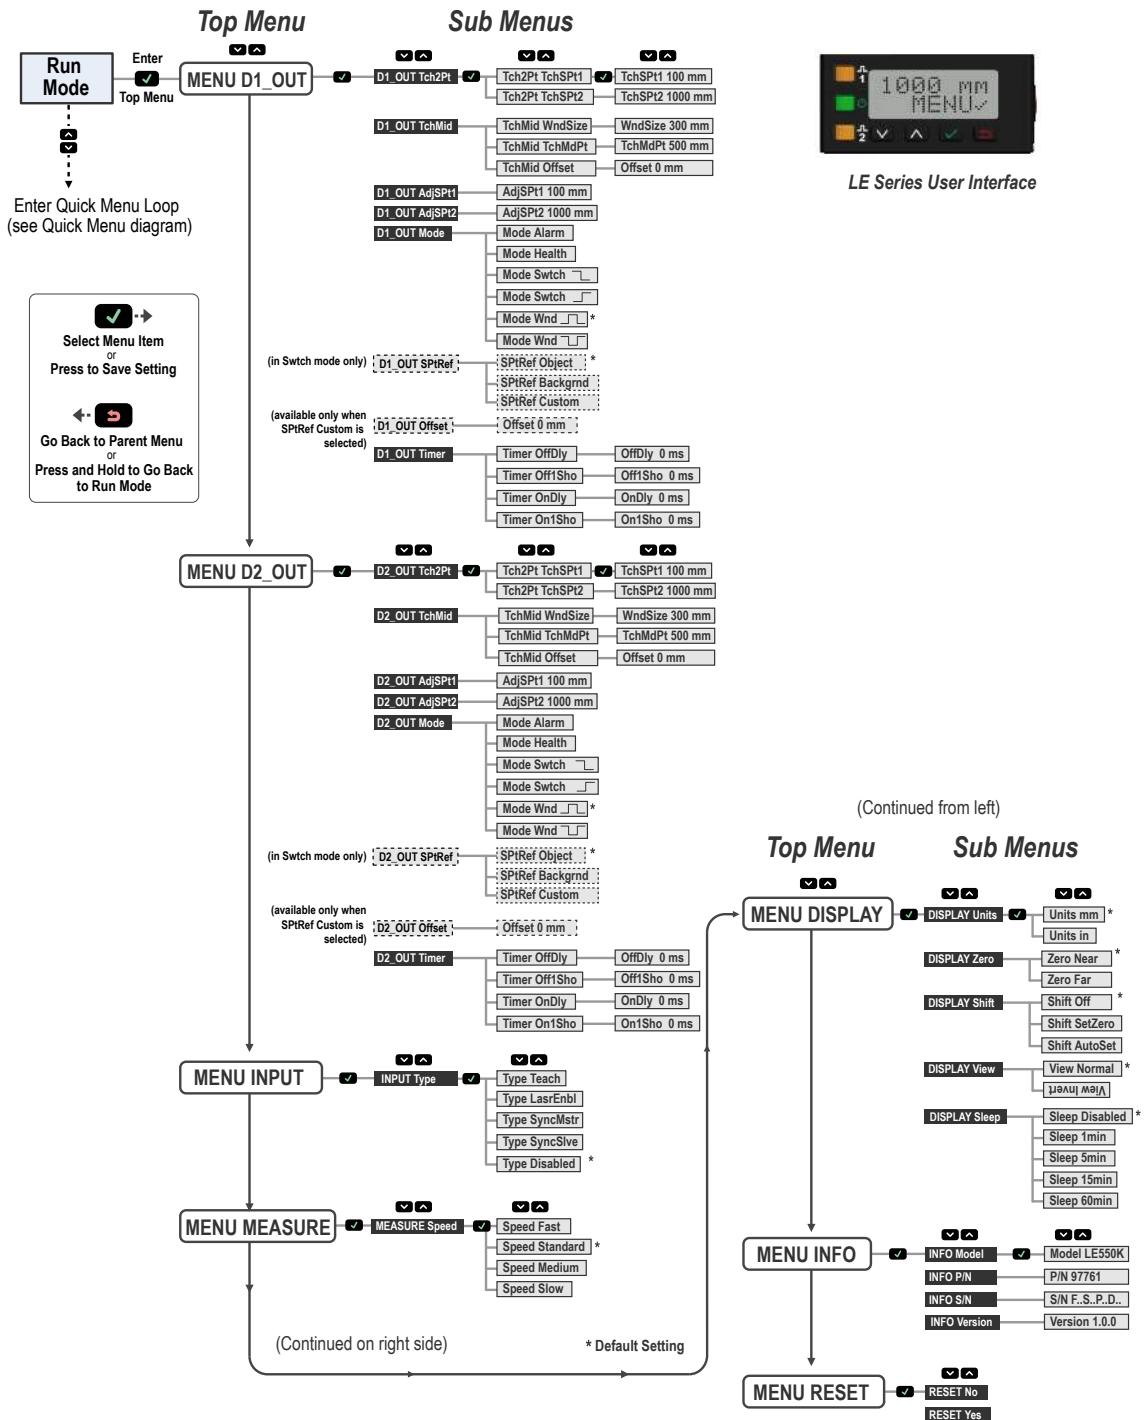 Top Menu
Sub Menus
Run Mode
Enter
Top Menu
Enter Quick Menu Loop
(see Quick Menu diagram)
Select Menu Item
or
Press to Save Setting
Go Back to Parent Menu
or
Press and Hold to Go Back
to Run Mode
1000 mm
MENU✓
1
2
LE Series User Interface
MENU D1_OUT
D1_OUT Tch2Pt
Tch2Pt TchSPt1
TchSPt1 100 mm
Tch2Pt TchSPt2
TchSPt2 1000 mm
D1_OUT TchMid
TchMid WndSize
WndSize 300 mm
TchMid TchMdPt
TchMdPt 500 mm
TchMid Offset
Offset 0 mm
D1_OUT AdjSPt1
AdjSPt1 100 mm
D1_OUT AdjSPt2
AdjSPt2 1000 mm
D1_OUT Mode
Mode Alarm
Mode Health
Mode Swtch
Mode Swtch
Mode Wnd *
Mode Wnd
(in Swtch mode only)
D1_OUT SPtRef
SPtRef Object *
SPtRef Backgrnd
SPtRef Custom
(available only when
SPtRef Custom is
selected)
D1_OUT Offset
Offset 0 mm
D1_OUT Timer
Timer OffDly
OffDly 0 ms
Timer Off1Sho
Off1Sho 0 ms
Timer OnDly
OnDly 0 ms
Timer On1Sho
On1Sho 0 ms
MENU D2_OUT
D2_OUT Tch2Pt
Tch2Pt TchSPt1
TchSPt1 100 mm
Tch2Pt TchSPt2
TchSPt2 1000 mm
D2_OUT TchMid
TchMid WndSize
WndSize 300 mm
TchMid TchMdPt
TchMdPt 500 mm
TchMid Offset
Offset 0 mm
D2_OUT AdjSPt1
AdjSPt1 100 mm
D2_OUT AdjSPt2
AdjSPt2 1000 mm
D2_OUT Mode
Mode Alarm
Mode Health
Mode Swtch
Mode Swtch
Mode Wnd *
Mode Wnd
(in Swtch mode only)
D2_OUT SPtRef
SPtRef Object *
SPtRef Backgrnd
SPtRef Custom
(available only when
SPtRef Custom is
selected)
D2_OUT Offset
Offset 0 mm
D2_OUT Timer
Timer OffDly
OffDly 0 ms
Timer Off1Sho
Off1Sho 0 ms
Timer OnDly
OnDly 0 ms
Timer On1Sho
On1Sho 0 ms
MENU INPUT
INPUT Type
Type Teach
Type LasrEnbl
Type SyncMstr
Type SyncSlve
Type Disabled *
MENU MEASURE
MEASURE Speed
Speed Fast
Speed Standard *
Speed Medium
Speed Slow
(Continued on right side)
* Default Setting
(Continued from left)
Top Menu
Sub Menus
MENU DISPLAY
DISPLAY Units
Units mm *
Units in
DISPLAY Zero
Zero Near *
Zero Far
DISPLAY Shift
Shift Off *
Shift SetZero
Shift AutoSet
DISPLAY View
View Normal *
View Invert
DISPLAY Sleep
Sleep Disabled *
Sleep 1min
Sleep 5min
Sleep 15min
Sleep 60min
MENU INFO
INFO Model
Model LE550K
INFO P/N
P/N 97761
INFO S/N
S/N F..S..P..D..
INFO Version
Version 1.0.0
MENU RESET
RESET No
RESET Yes